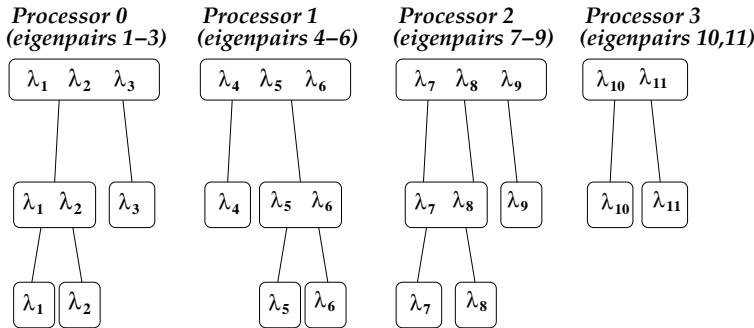 Processor 0 Processor 1 Processor 2 Processor 3
(eigenpairs 1–3) (eigenpairs 4–6) (eigenpairs 7–9) (eigenpairs 10,11)
λ1 λ2 λ3 λ4 λ5 λ6 λ7 λ8 λ9 λ10 λ11
λ1 λ2 λ3 λ4 λ5 λ6 λ7 λ8 λ9 λ10 λ11
λ1 λ2 λ5 λ6 λ7 λ8